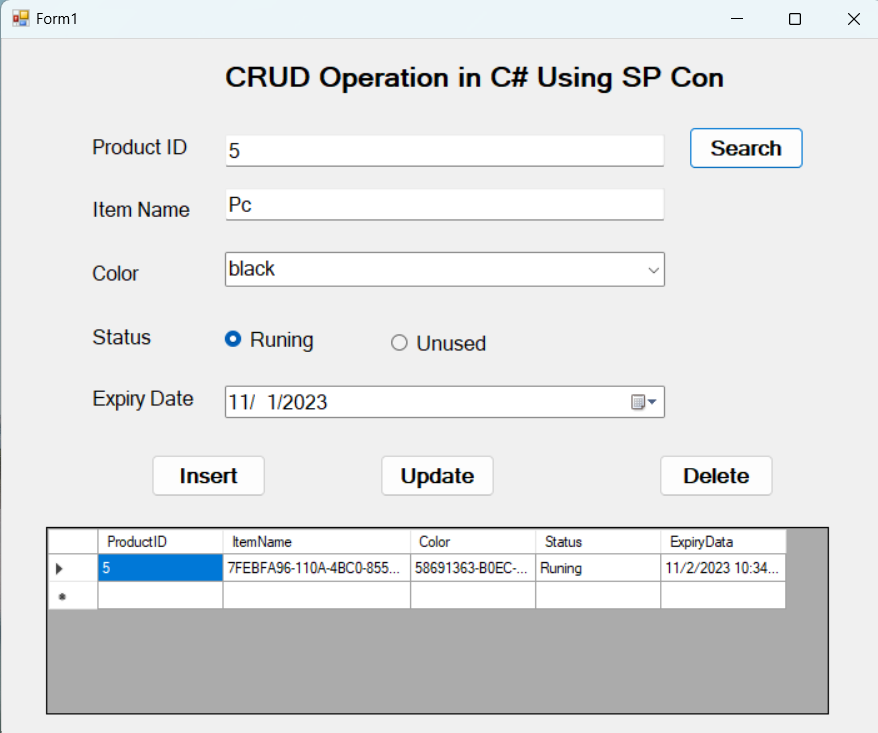 Form1
CRUD Operation in C# Using SP Con
Product ID 5 Search
Item Name Pc
Color black
Status Runing Unused
Expiry Date 11/ 1/2023
Insert Update Delete
ProductID ItemName Color Status ExpiryData
5 7FEBFA96-110A-4BC0-855... 58691363-B0EC-... Runing 11/2/2023 10:34...